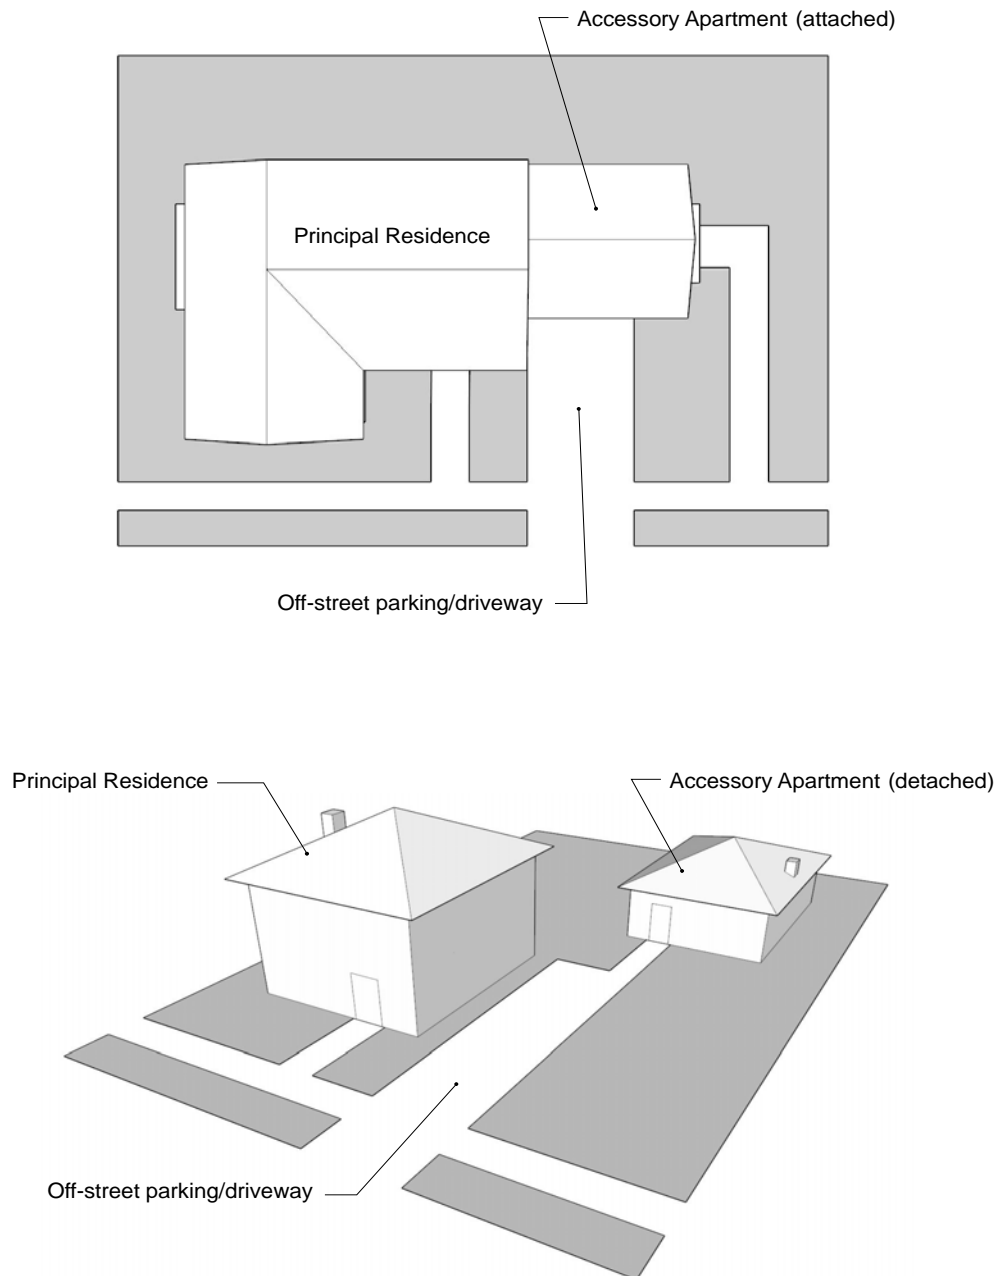 Accessory Apartment (attached)
Principal Residence
Off-street parking/driveway
Principal Residence
Accessory Apartment (detached)
Off-street parking/driveway